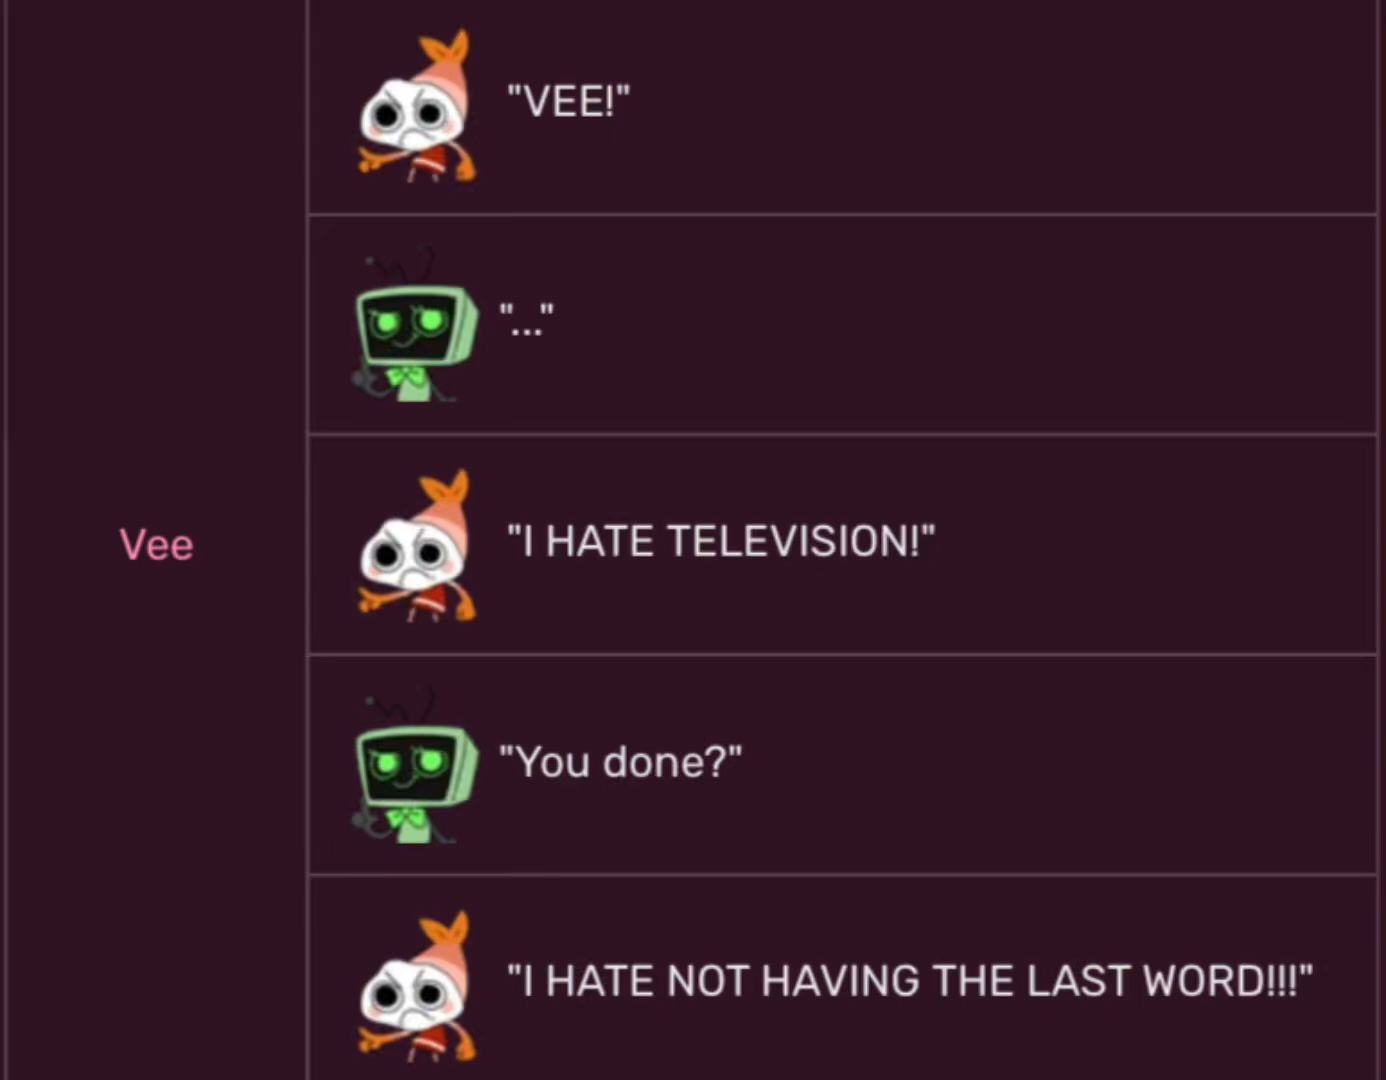 "VEE!"
"..."
Vee
"I HATE TELEVISION!"
"You done?"
"I HATE NOT HAVING THE LAST WORD!!!"